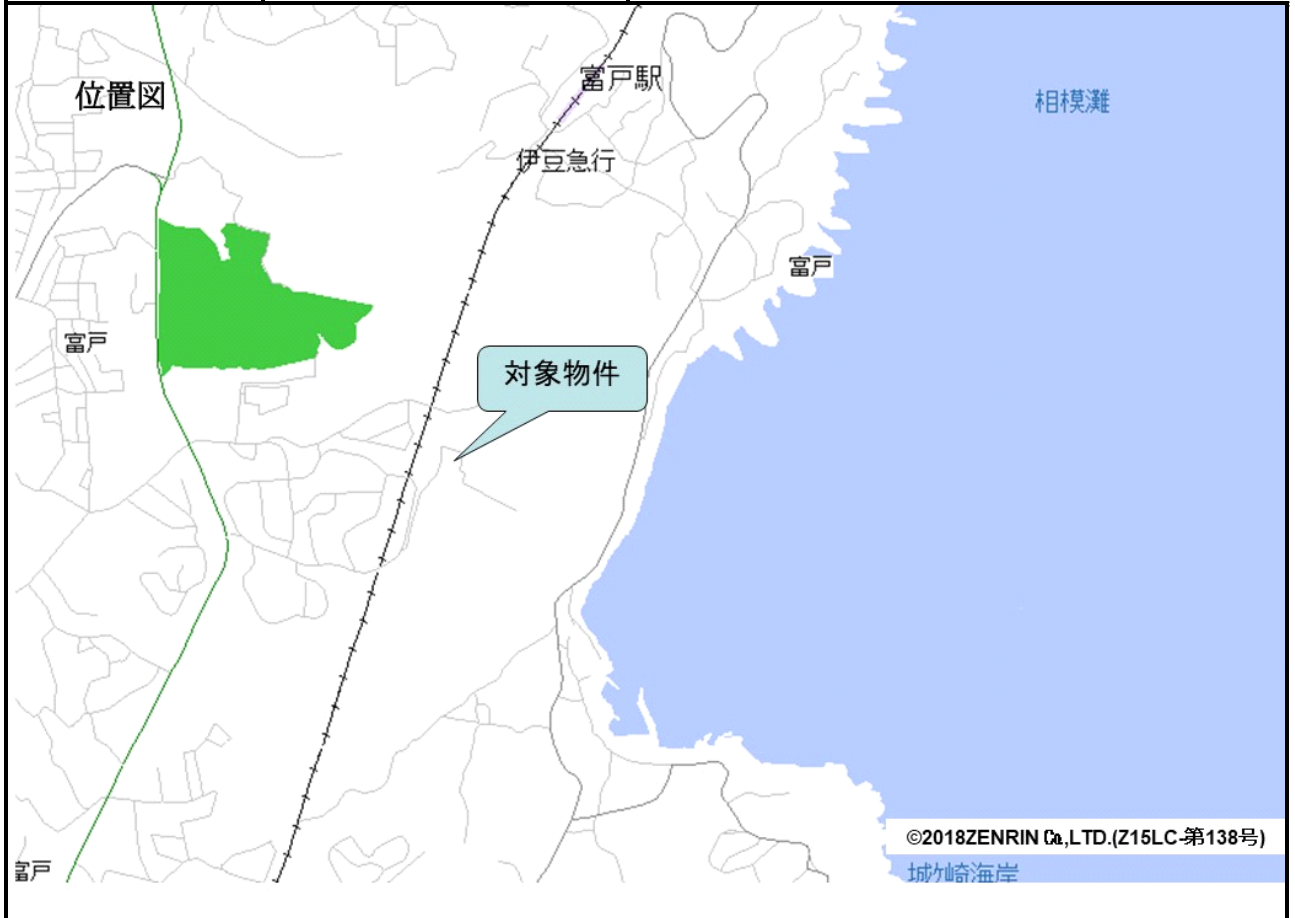 富戸駅
位置図
相模灘
伊豆急行
富戸
富戸
対象物件
©2018ZENRIN Co.,LTD.(Z15LC-第138号)
富戸
城ケ崎海岸